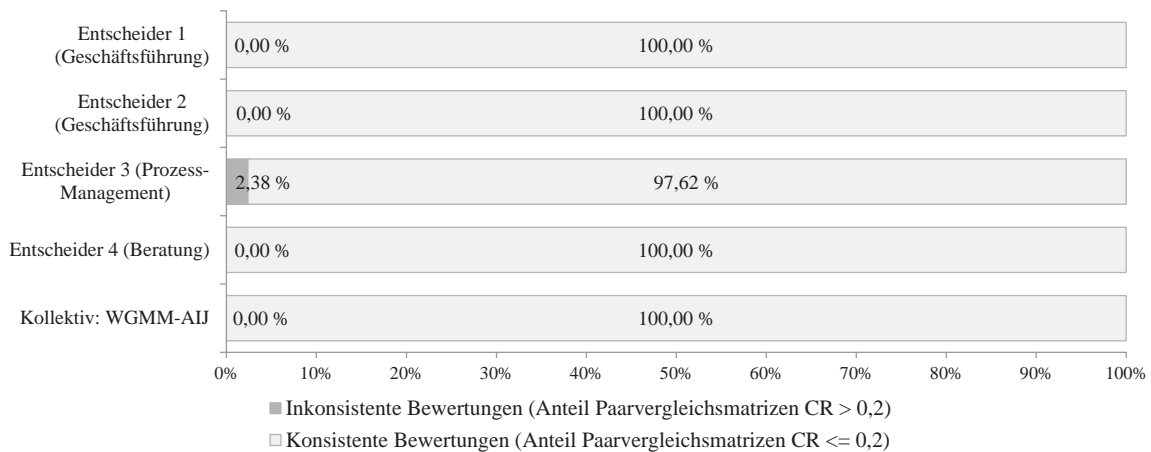 Entscheider 1
(Geschäftsführung)
0,00 %
100,00 %
Entscheider 2
(Geschäftsführung)
0,00 %
100,00 %
Entscheider 3 (Prozess-
Management)
2,38 %
97,62 %
Entscheider 4 (Beratung)
0,00 %
100,00 %
Kollektiv: WGMM-AIJ
0,00 %
100,00 %
0%
10%
20%
30%
40%
50%
60%
70%
80%
90%
100%
Inkonsistente Bewertungen (Anteil Paarvergleichsmatrizen CR > 0,2)
Konsistente Bewertungen (Anteil Paarvergleichsmatrizen CR <= 0,2)